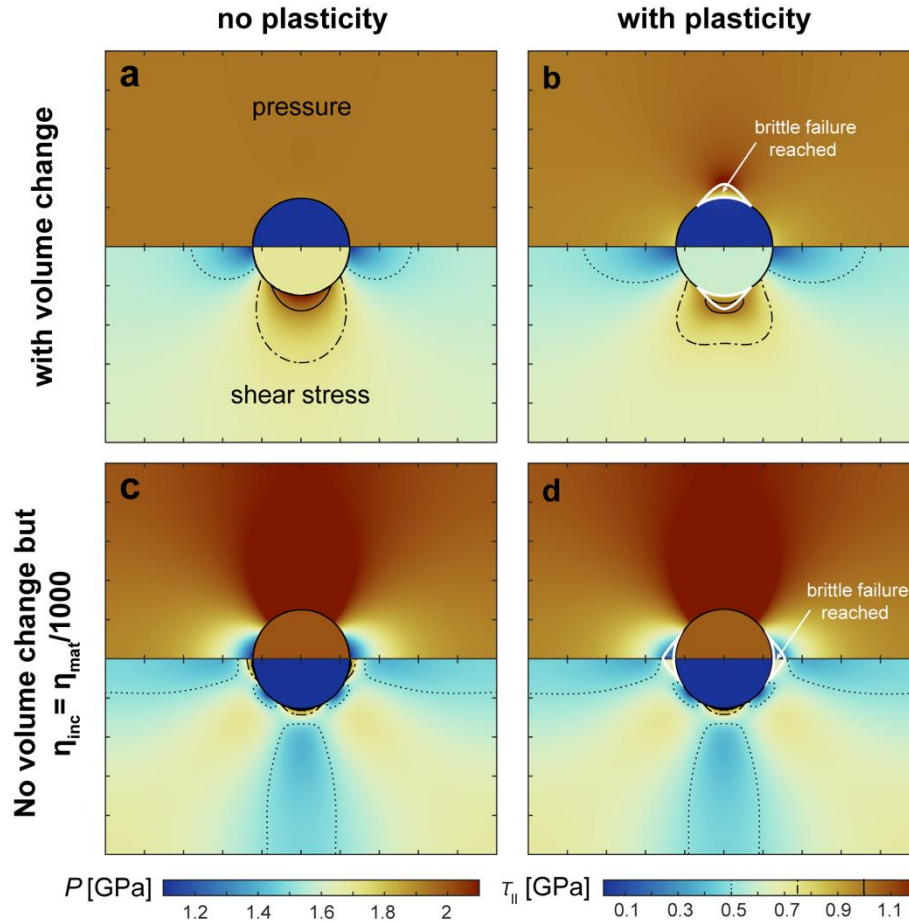 no plasticity
with plasticity
with volume change
a
pressure
shear stress
b
brittle failure
reached
No volume change but
η_inc = η_mat/1000
c
d
brittle failure
reached
P [GPa]
1.2 1.4 1.6 1.8 2
τ_II [GPa]
0.1 0.3 0.5 0.7 0.9 1.1